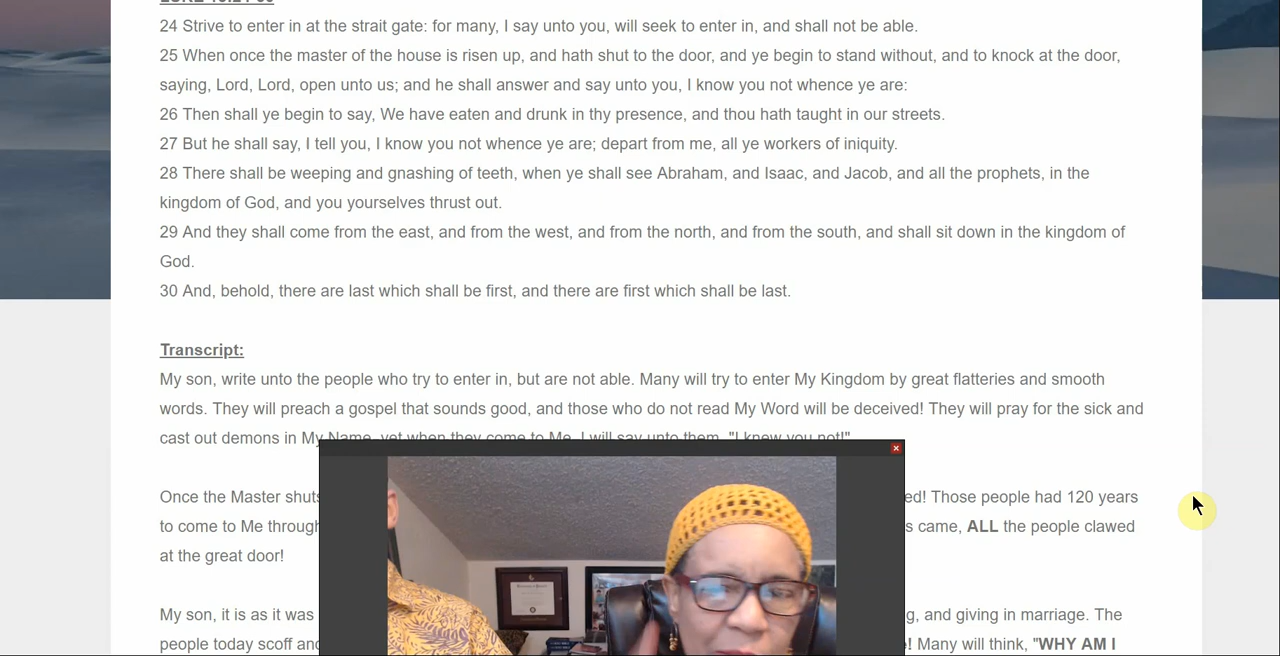 24 Strive to enter in at the strait gate: for many, I say unto you, will seek to enter in, and shall not be able.
25 When once the master of the house is risen up, and hath shut to the door, and ye begin to stand without, and to knock at the door,
saying, Lord, Lord, open unto us; and he shall answer and say unto you, I know you not whence ye are:
26 Then shall ye begin to say, We have eaten and drunk in thy presence, and thou hath taught in our streets.
27 But he shall say, I tell you, I know you not whence ye are; depart from me, all ye workers of iniquity.
28 There shall be weeping and gnashing of teeth, when ye shall see Abraham, and Isaac, and Jacob, and all the prophets, in the
kingdom of God, and you yourselves thrust out.
29 And they shall come from the east, and from the west, and from the north, and from the south, and shall sit down in the kingdom of
God.
30 And, behold, there are last which shall be first, and there are first which shall be last.
Transcript:
My son, write unto the people who try to enter in, but are not able. Many will try to enter My Kingdom by great flatteries and smooth
words. They will preach a gospel that sounds good, and those who do not read My Word will be deceived! They will pray for the sick and
cast out demons in My Name, yet when they come to Me, I will say unto them, "I knew you not!"
Once the Master shuts ed! Those people had 120 years
to come to Me through s came, ALL the people clawed
at the great door!
My son, it is as it was g, and giving in marriage. The
people today scoff and ! Many will think, "WHY AM I